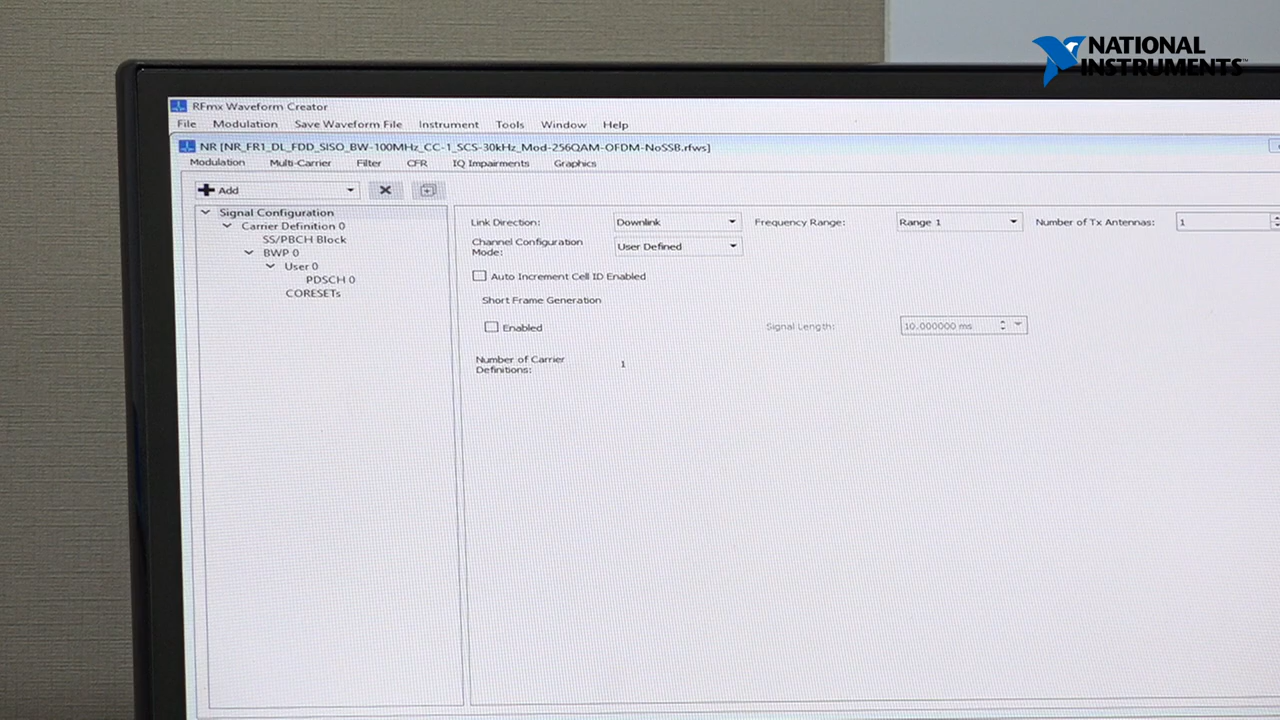 NATIONAL
INSTRUMENTS™
RFmx Waveform Creator
File Modulation Save Waveform File Instrument Tools Window Help
NR [NR_FR1_DL_FDD_SISO_BW-100MHz_CC-1_SCS-30kHz_Mod-256QAM-OFDM-NoSSB.rfws]
Modulation Multi-Carrier Filter CFR IQ Impairments Graphics
Add
Signal Configuration
Carrier Definition 0
SS/PBCH Block
BWP 0
User 0
PDSCH 0
CORESETs
Link Direction: Downlink Frequency Range: Range 1 Number of Tx Antennas: 1
Channel Configuration
Mode: User Defined
Auto Increment Cell ID Enabled
Short Frame Generation
Enabled Signal Length: 10.000000 ms
Number of Carrier
Definitions: 1